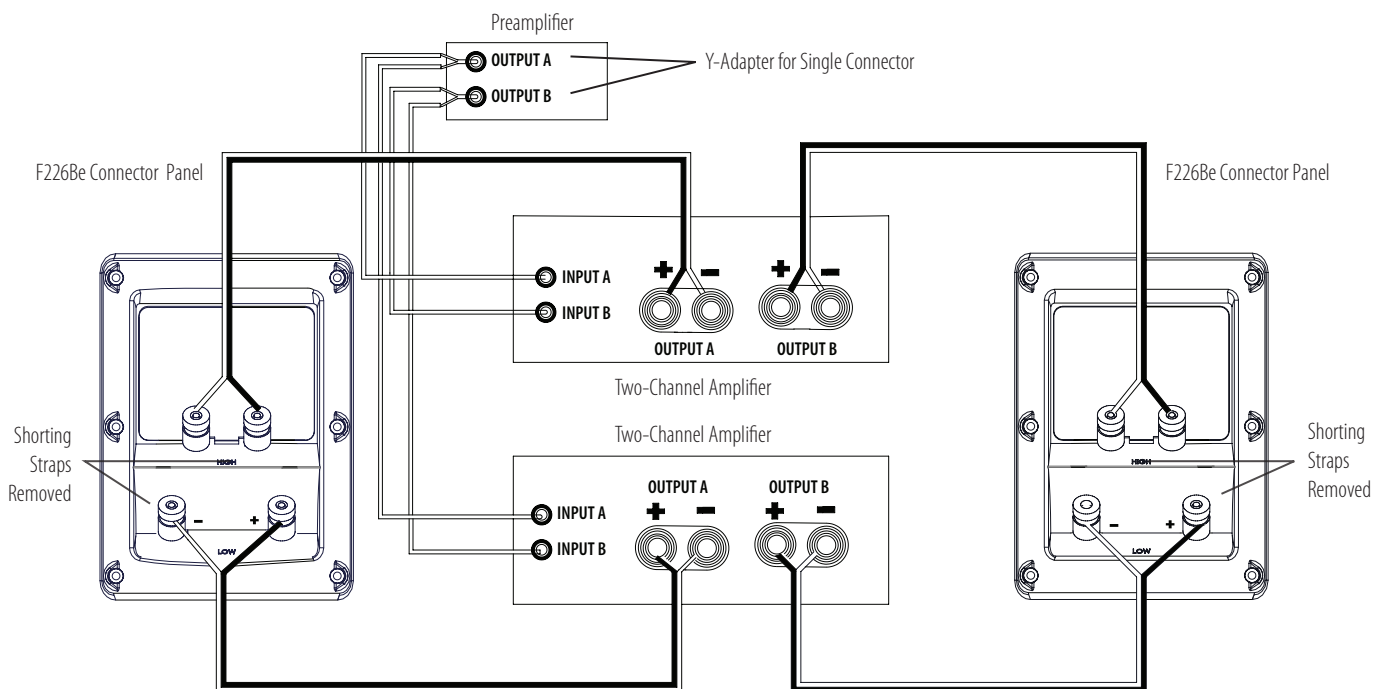 Preamplifier
OUTPUT A
Y-Adapter for Single Connector
OUTPUT B
F226Be Connector Panel
F226Be Connector Panel
INPUT A
+ −
+ −
INPUT B
OUTPUT A
OUTPUT B
Two-Channel Amplifier
Two-Channel Amplifier
Shorting
Straps
Removed
HIGH
- +
LOW
OUTPUT A
OUTPUT B
+ −
+ −
INPUT A
INPUT B
HIGH
- +
LOW
Shorting
Straps
Removed